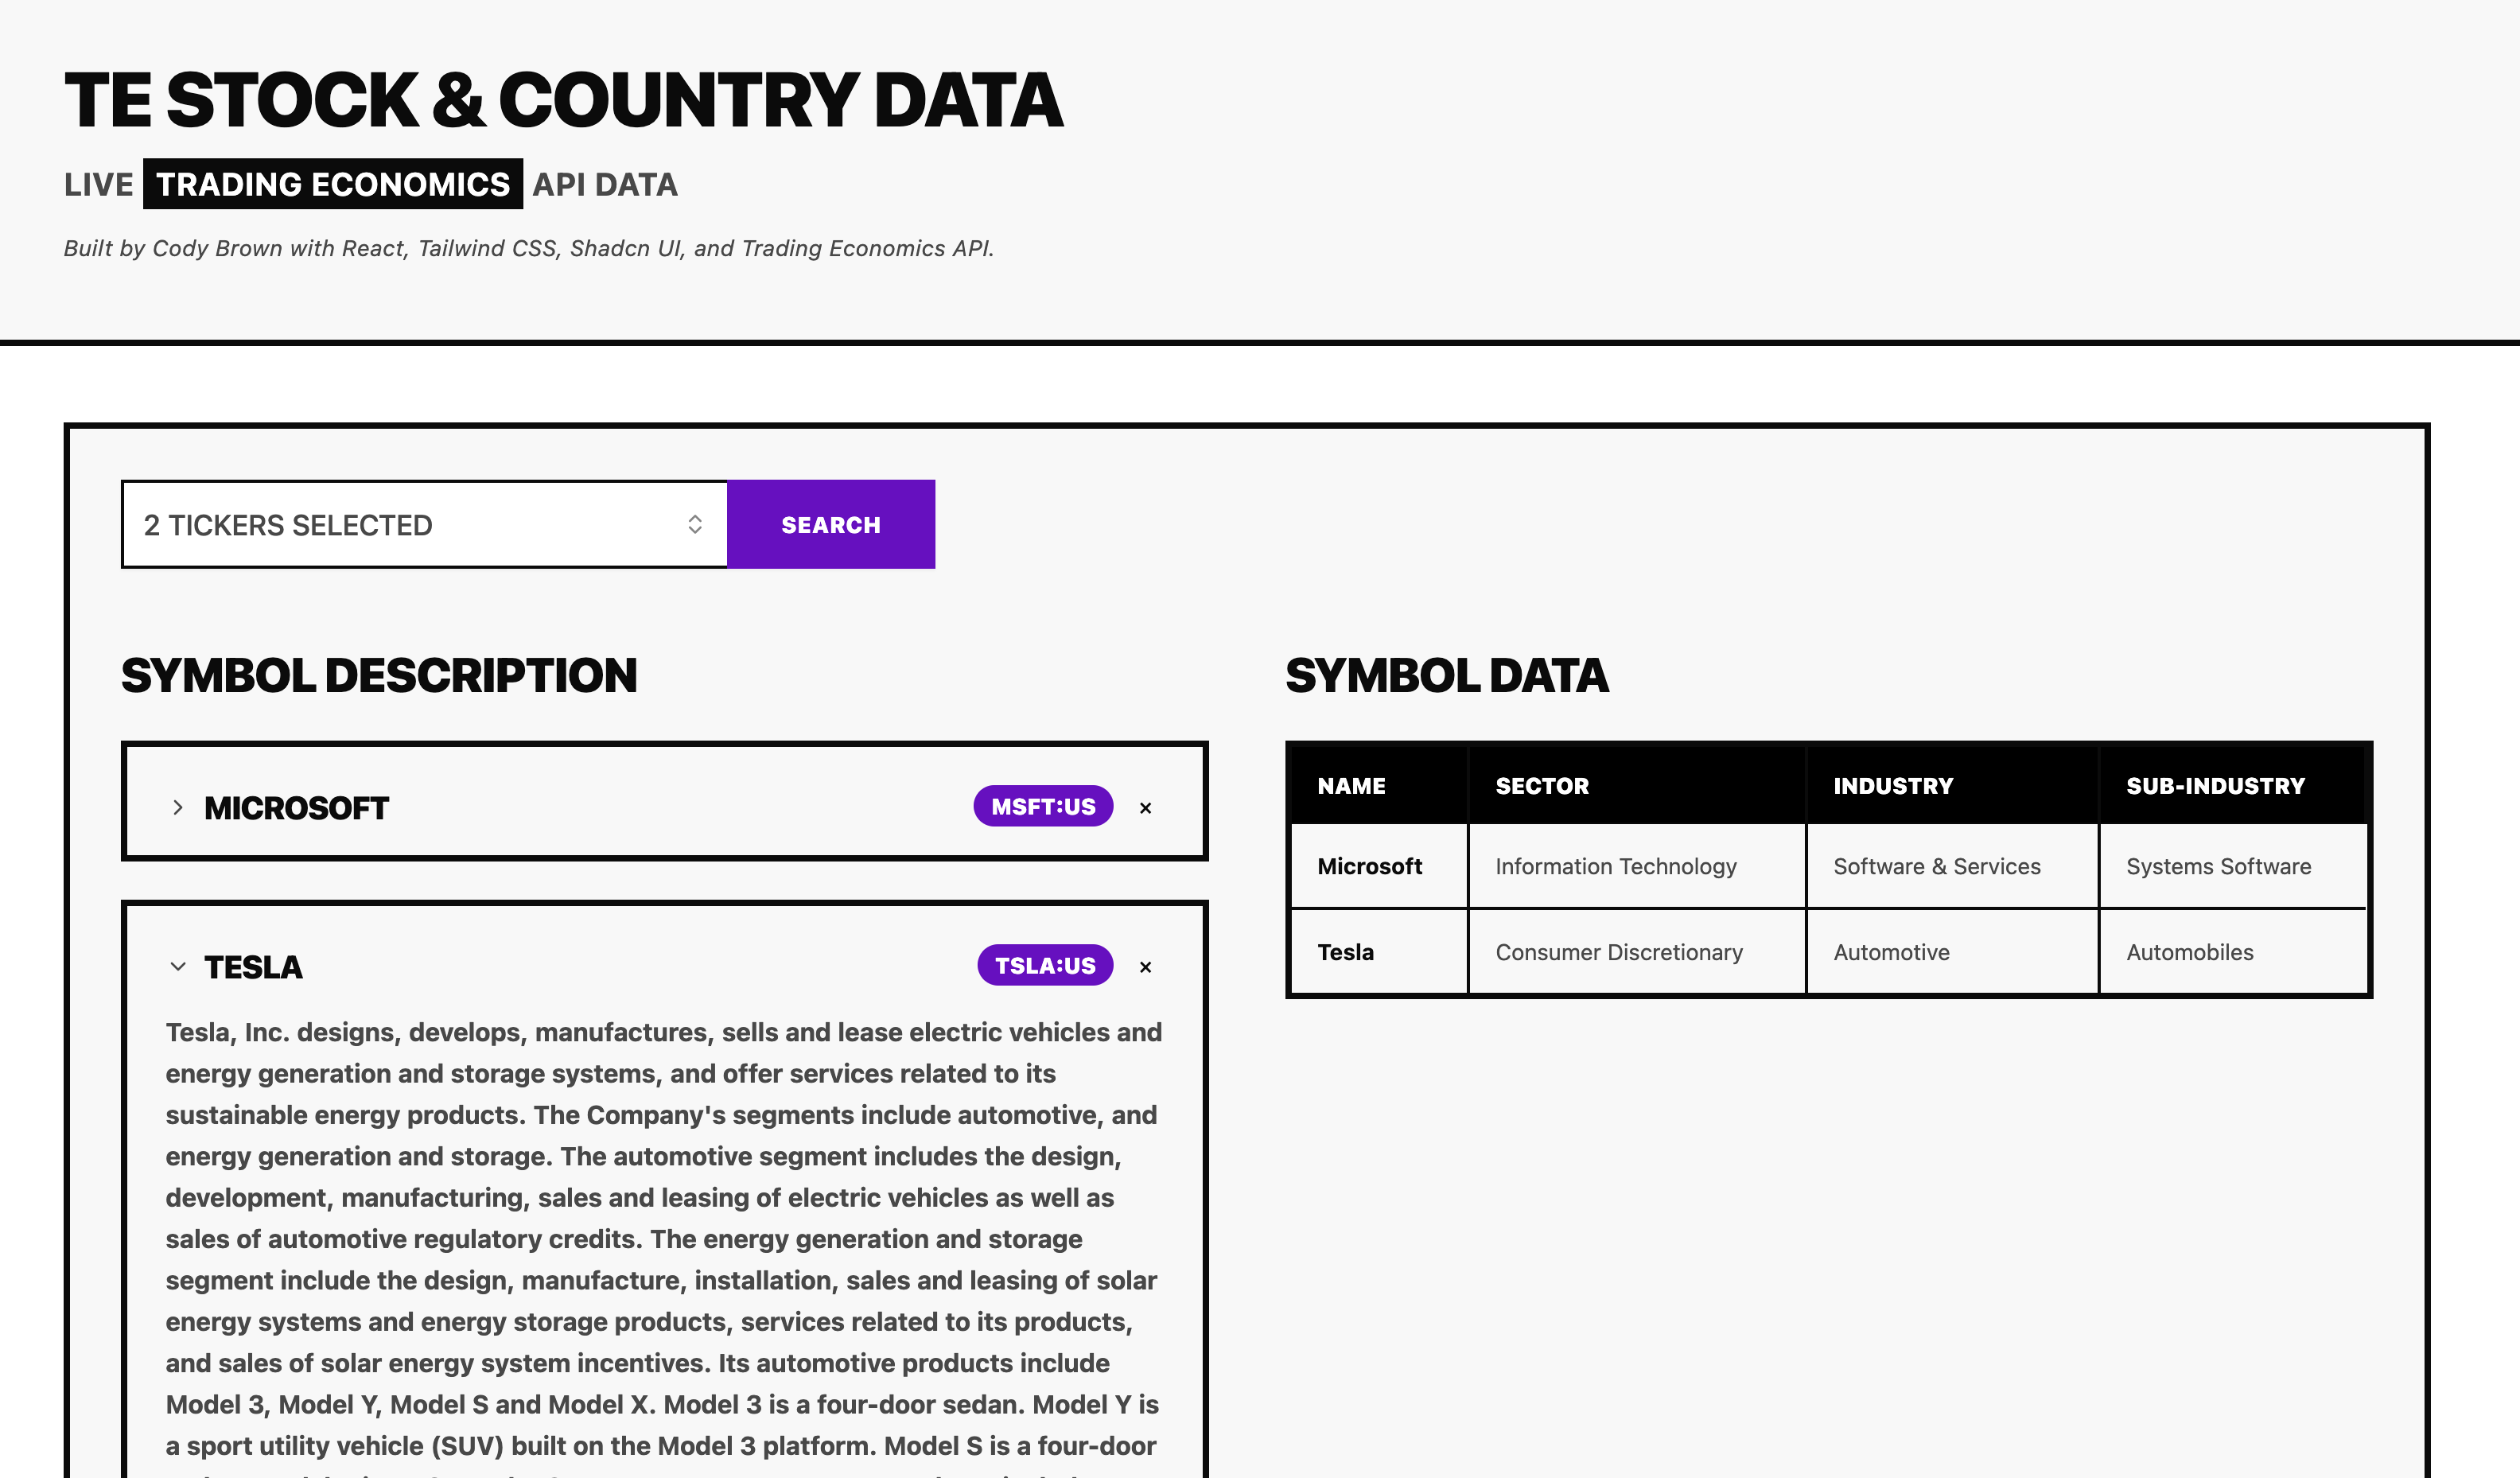 TE STOCK & COUNTRY DATA
LIVE TRADING ECONOMICS API DATA
Built by Cody Brown with React, Tailwind CSS, Shadcn UI, and Trading Economics API.
2 TICKERS SELECTED
SEARCH
SYMBOL DESCRIPTION
MICROSOFT MSFT:US ×
TESLA TSLA:US ×
Tesla, Inc. designs, develops, manufactures, sells and lease electric vehicles and
energy generation and storage systems, and offer services related to its
sustainable energy products. The Company's segments include automotive, and
energy generation and storage. The automotive segment includes the design,
development, manufacturing, sales and leasing of electric vehicles as well as
sales of automotive regulatory credits. The energy generation and storage
segment include the design, manufacture, installation, sales and leasing of solar
energy systems and energy storage products, services related to its products,
and sales of solar energy system incentives. Its automotive products include
Model 3, Model Y, Model S and Model X. Model 3 is a four-door sedan. Model Y is
a sport utility vehicle (SUV) built on the Model 3 platform. Model S is a four-door
SYMBOL DATA
NAME SECTOR INDUSTRY SUB-INDUSTRY
Microsoft Information Technology Software & Services Systems Software
Tesla Consumer Discretionary Automotive Automobiles